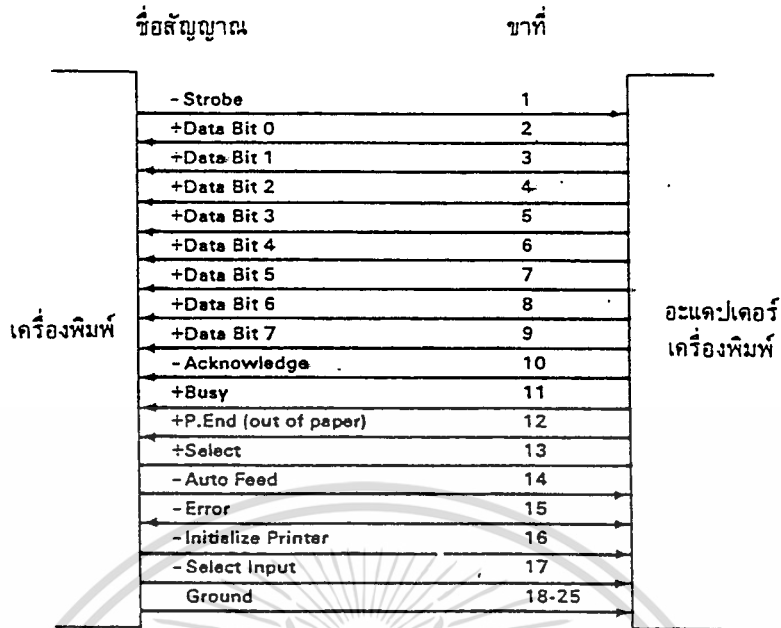 ชื่อสัญญาณ ขาที่
-Strobe 1
+Data Bit 0 2
+Data Bit 1 3
+Data Bit 2 4
+Data Bit 3 5
+Data Bit 4 6
+Data Bit 5 7
+Data Bit 6 8
+Data Bit 7 9
-Acknowledge 10
+Busy 11
+P.End (out of paper) 12
+Select 13
-Auto Feed 14
-Error 15
-Initialize Printer 16
-Select Input 17
Ground 18-25
เครื่องพิมพ์
อะแดปเตอร์
เครื่องพิมพ์